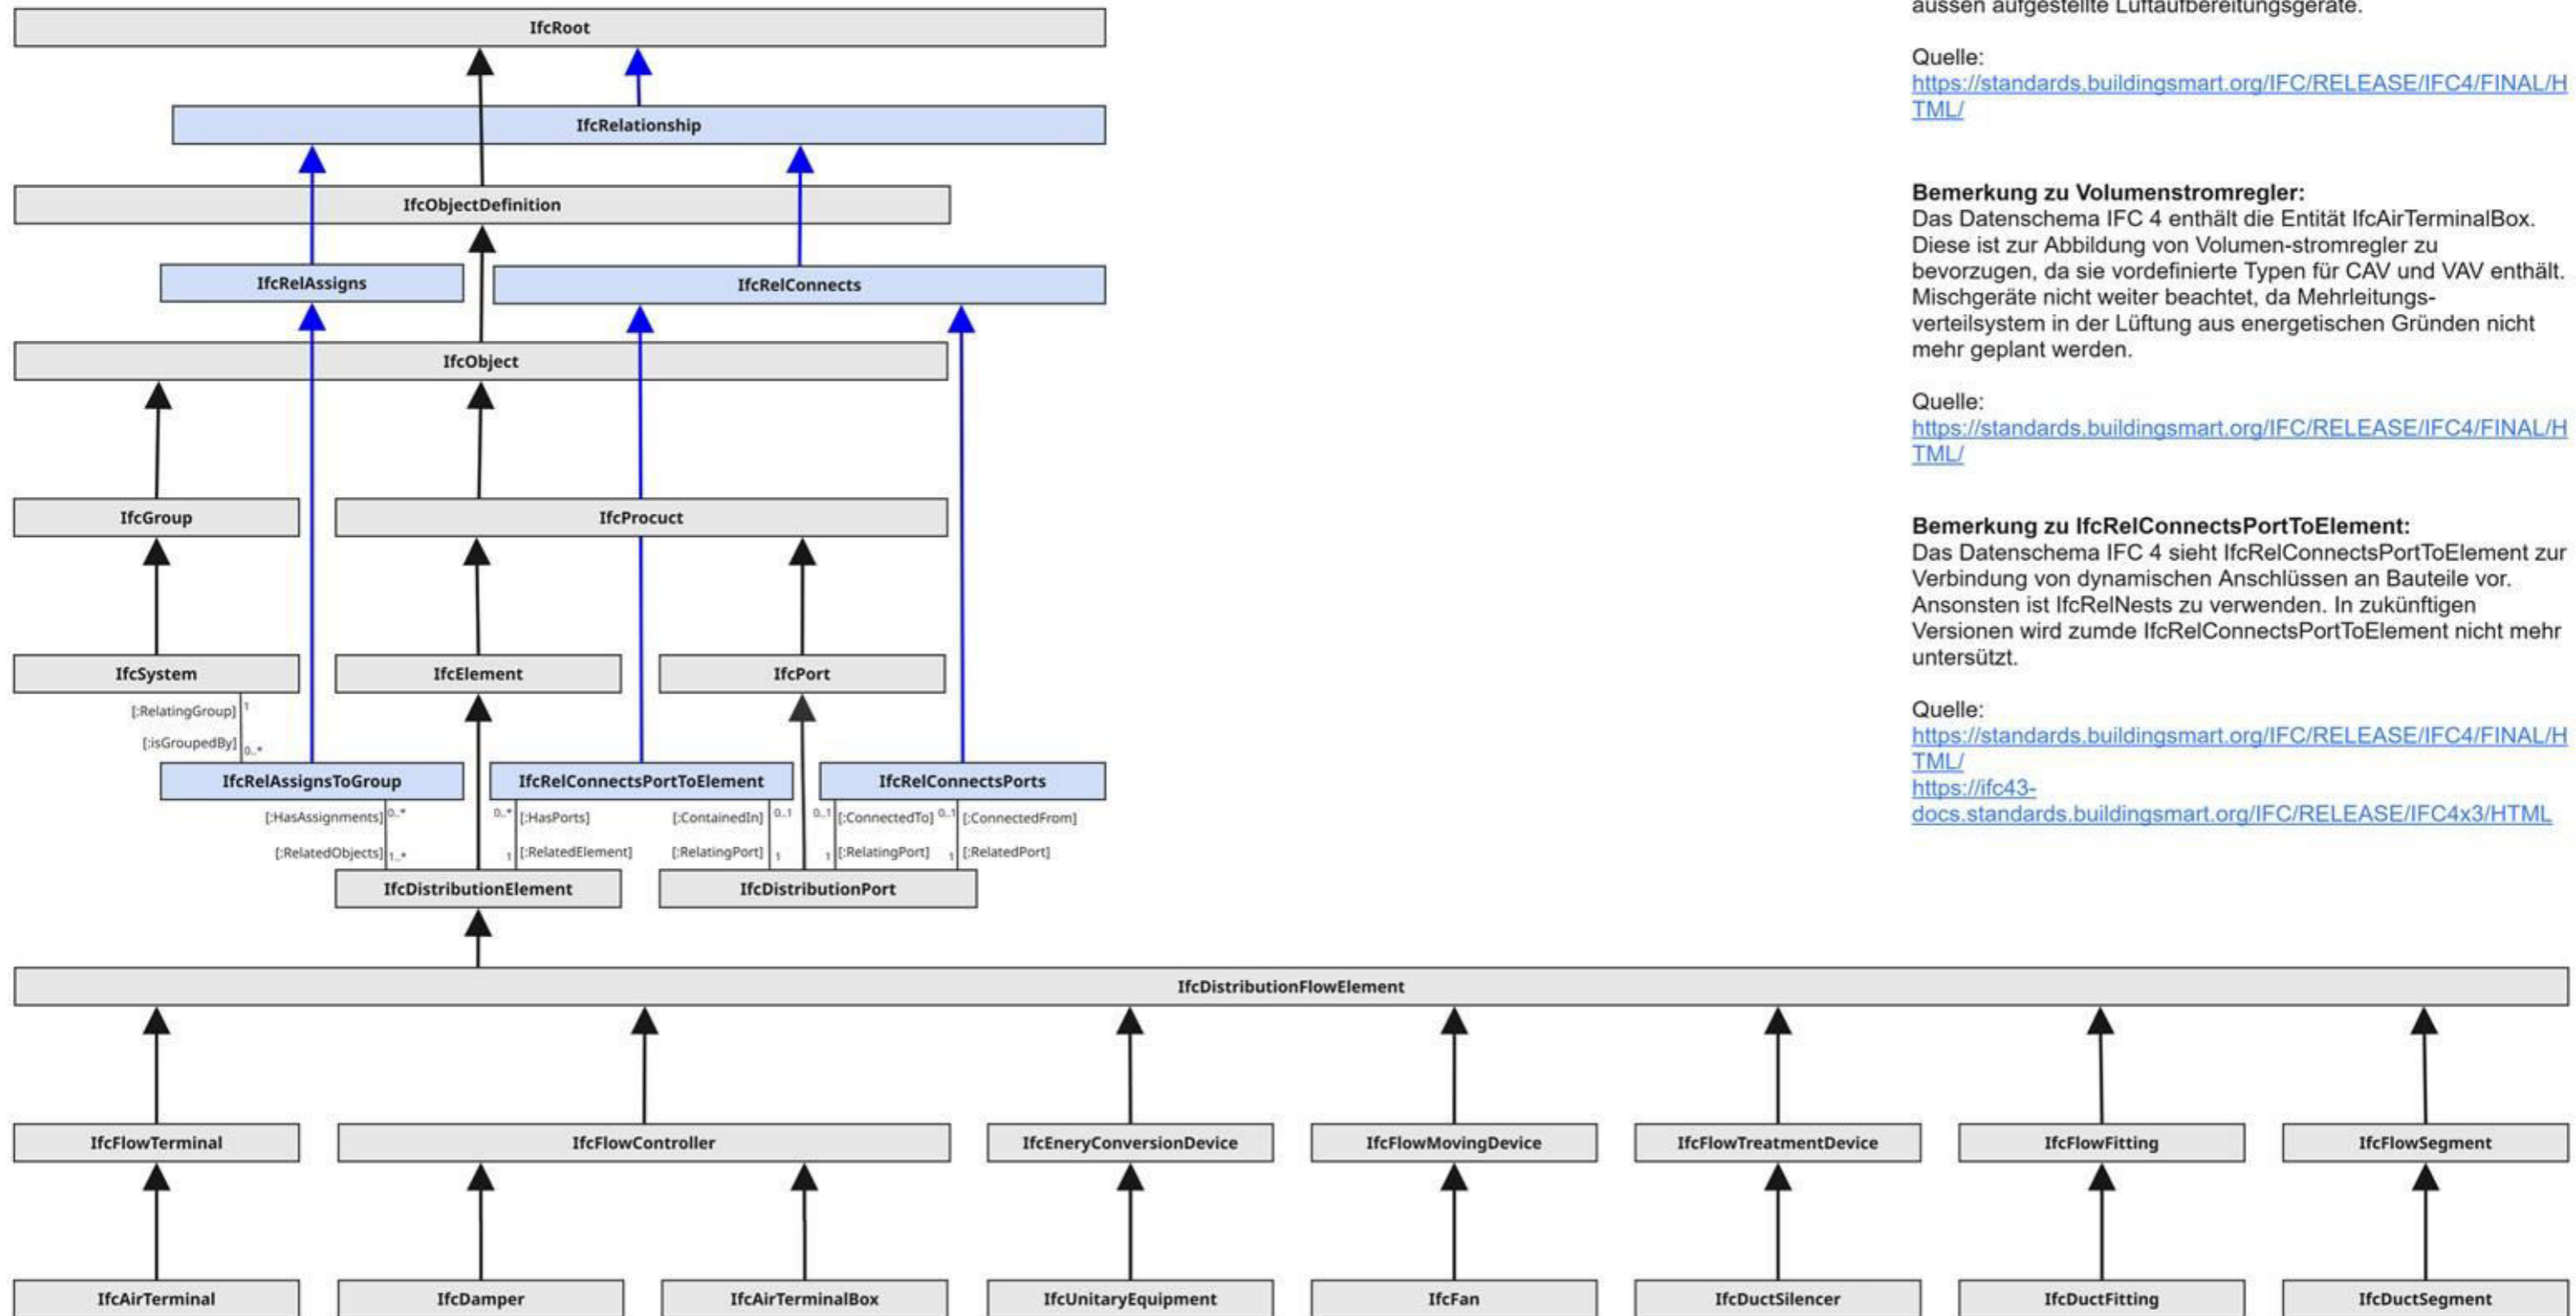 IfcRoot
IfcRelationship
IfcObjectDefinition
IfcRelAssigns
IfcRelConnects
IfcObject
IfcGroup
IfcProcuct
IfcSystem
IfcElement
IfcPort
[:RelatingGroup] 1
[:isGroupedBy] 0..*
IfcRelAssignsToGroup
IfcRelConnectsPortToElement
IfcRelConnectsPorts
[:HasAssignments] 0..*
0..* [:HasPorts]
[:ContainedIn] 0..1
0..1 [:ConnectedTo]
0..1 [:ConnectedFrom]
[:RelatedObjects] 1..*
1 [:RelatedElement]
[:RelatingPort] 1
1 [:RelatingPort]
1 [:RelatedPort]
IfcDistributionElement
IfcDistributionPort
IfcDistributionFlowElement
IfcFlowTerminal
IfcFlowController
IfcEneryConversionDevice
IfcFlowMovingDevice
IfcFlowTreatmentDevice
IfcFlowFitting
IfcFlowSegment
IfcAirTerminal
IfcDamper
IfcAirTerminalBox
IfcUnitaryEquipment
IfcFan
IfcDuctSilencer
IfcDuctFitting
IfcDuctSegment
aussen aufgestellte Luftaufbereitungsgeräte.
Quelle:
https://standards.buildingsmart.org/IFC/RELEASE/IFC4/FINAL/H
TML/
Bemerkung zu Volumenstromregler:
Das Datenschema IFC 4 enthält die Entität IfcAirTerminalBox.
Diese ist zur Abbildung von Volumen-stromregler zu
bevorzugen, da sie vordefinierte Typen für CAV und VAV enthält.
Mischgeräte nicht weiter beachtet, da Mehrleitungs-
verteilsystem in der Lüftung aus energetischen Gründen nicht
mehr geplant werden.
Quelle:
https://standards.buildingsmart.org/IFC/RELEASE/IFC4/FINAL/H
TML/
Bemerkung zu IfcRelConnectsPortToElement:
Das Datenschema IFC 4 sieht IfcRelConnectsPortToElement zur
Verbindung von dynamischen Anschlüssen an Bauteile vor.
Ansonsten ist IfcRelNests zu verwenden. In zukünftigen
Versionen wird zumde IfcRelConnectsPortToElement nicht mehr
untersützt.
Quelle:
https://standards.buildingsmart.org/IFC/RELEASE/IFC4/FINAL/H
TML/
https://ifc43-
docs.standards.buildingsmart.org/IFC/RELEASE/IFC4x3/HTML